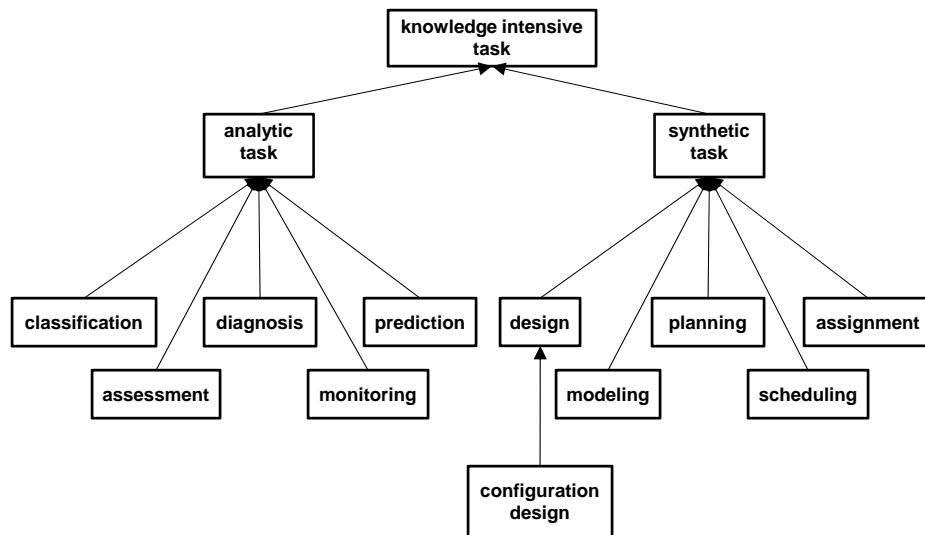 knowledge intensive
task
analytic
task
synthetic
task
classification
diagnosis
prediction
design
planning
assignment
assessment
monitoring
modeling
scheduling
configuration
design